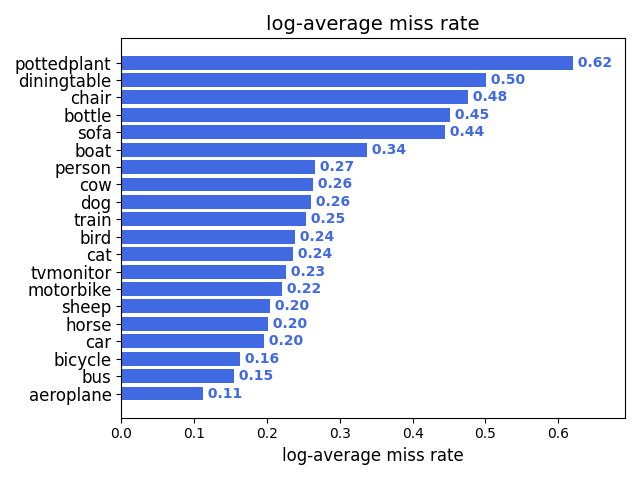 log-average miss rate
pottedplant 0.62
diningtable 0.50
chair 0.48
bottle 0.45
sofa 0.44
boat 0.34
person 0.27
cow 0.26
dog 0.26
train 0.25
bird 0.24
cat 0.24
tvmonitor 0.23
motorbike 0.22
sheep 0.20
horse 0.20
car 0.20
bicycle 0.16
bus 0.15
aeroplane 0.11
0.0 0.1 0.2 0.3 0.4 0.5 0.6
log-average miss rate